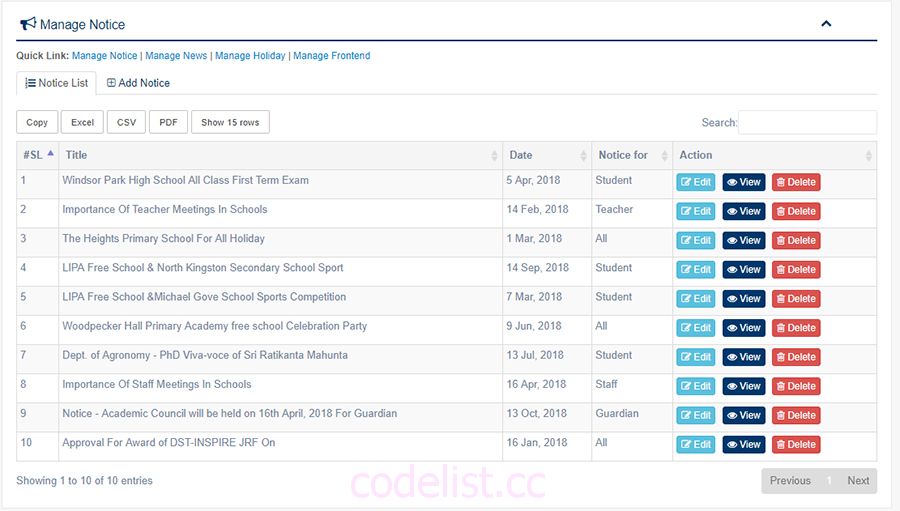 Manage Notice
Quick Link: Manage Notice | Manage News | Manage Holiday | Manage Frontend
Notice List Add Notice
Copy Excel CSV PDF Show 15 rows Search:
#SL Title Date Notice for Action
1 Windsor Park High School All Class First Term Exam 5 Apr, 2018 Student Edit View Delete
2 Importance Of Teacher Meetings In Schools 14 Feb, 2018 Teacher Edit View Delete
3 The Heights Primary School For All Holiday 1 Mar, 2018 All Edit View Delete
4 LIPA Free School & North Kingston Secondary School Sport 14 Sep, 2018 Student Edit View Delete
5 LIPA Free School &Michael Gove School Sports Competition 7 Mar, 2018 Student Edit View Delete
6 Woodpecker Hall Primary Academy free school Celebration Party 9 Jun, 2018 All Edit View Delete
7 Dept. of Agronomy - PhD Viva-voce of Sri Ratikanta Mahunta 13 Jul, 2018 Student Edit View Delete
8 Importance Of Staff Meetings In Schools 16 Apr, 2018 Staff Edit View Delete
9 Notice - Academic Council will be held on 16th April, 2018 For Guardian 13 Oct, 2018 Guardian Edit View Delete
10 Approval For Award of DST-INSPIRE JRF On 16 Jan, 2018 All Edit View Delete
Showing 1 to 10 of 10 entries codelist.cc Previous 1 Next